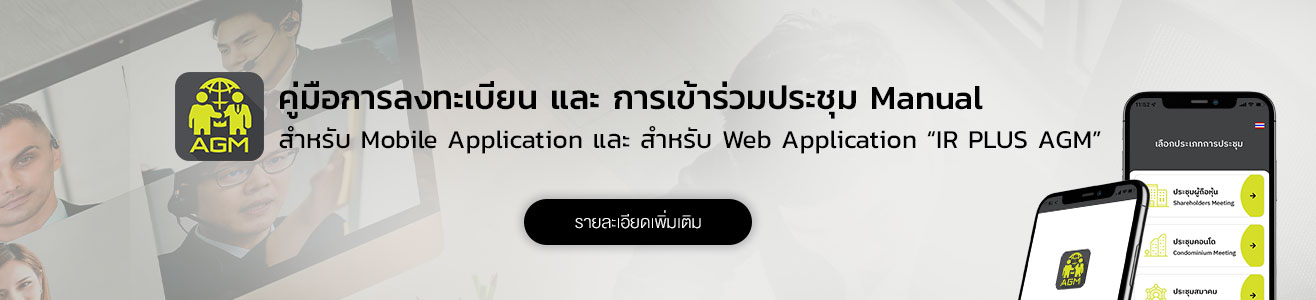 AGM
คู่มือการลงทะเบียน และ การเข้าร่วมประชุม Manual
สำหรับ Mobile Application และ สำหรับ Web Application “IR PLUS AGM”
รายละเอียดเพิ่มเติม
11:52
เลือกประเภทการประชุม
ประชุมผู้ถือหุ้น
Shareholders Meeting
ประชุมคอนโด
Condominium Meeting
ประชุมสมาคม
AGM